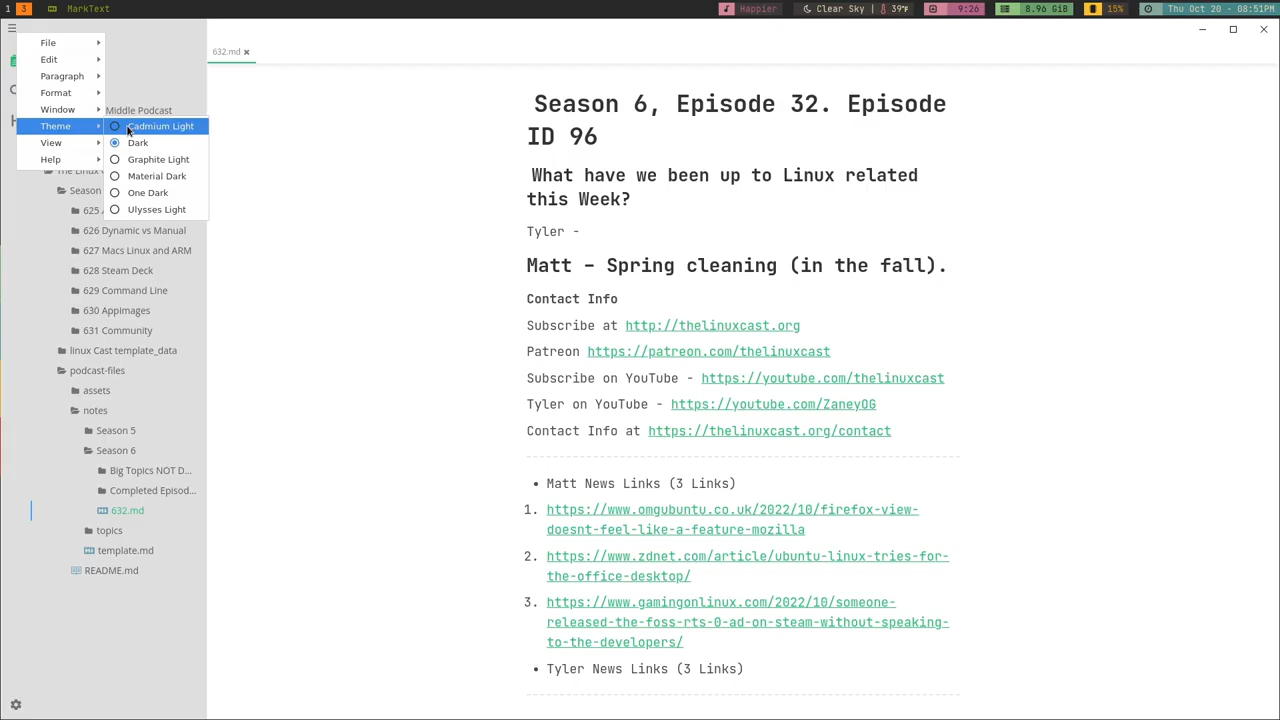 1 3 MarkText
Happier
Clear Sky | 39°F
9:26
8.96 GiB
15%
Thu Oct 20 - 08:51PM
File
Edit
Paragraph
Format
Window
Theme
View
Help
Cadmium Light
Dark
Graphite Light
Material Dark
One Dark
Ulysses Light
Middle Podcast
Season
625
626 Dynamic vs Manual
627 Macs Linux and ARM
628 Steam Deck
629 Command Line
630 AppImages
631 Community
linux Cast template_data
podcast-files
assets
notes
Season 5
Season 6
Big Topics NOT D...
Completed Episod...
632.md
topics
template.md
README.md
632.md
Season 6, Episode 32. Episode
ID 96
What have we been up to Linux related
this Week?
Tyler -
Matt – Spring cleaning (in the fall).
Contact Info
Subscribe at http://thelinuxcast.org
Patreon https://patreon.com/thelinuxcast
Subscribe on YouTube - https://youtube.com/thelinuxcast
Tyler on YouTube - https://youtube.com/ZaneyOG
Contact Info at https://thelinuxcast.org/contact
• Matt News Links (3 Links)
1. https://www.omgubuntu.co.uk/2022/10/firefox-view-
doesnt-feel-like-a-feature-mozilla
2. https://www.zdnet.com/article/ubuntu-linux-tries-for-
the-office-desktop/
3. https://www.gamingonlinux.com/2022/10/someone-
released-the-foss-rts-0-ad-on-steam-without-speaking-
to-the-developers/
• Tyler News Links (3 Links)